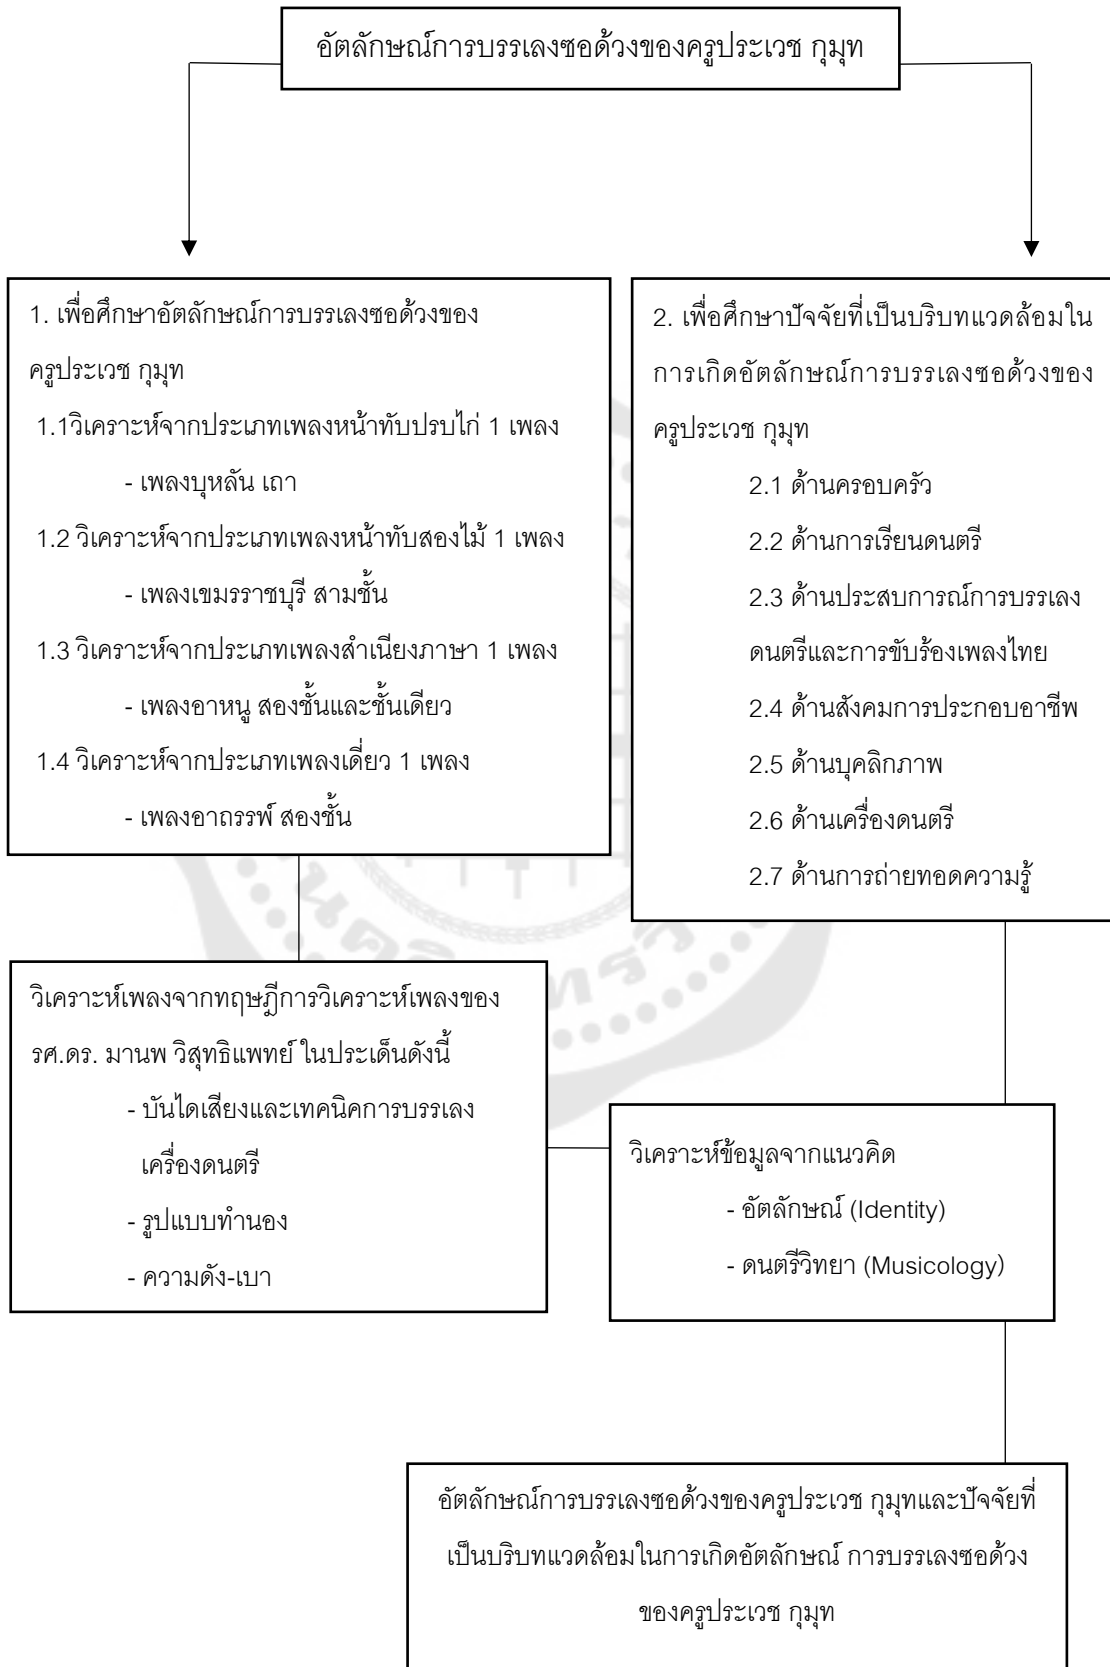 อัตลักษณ์การบรรเลงซอด้วงของครูประเวช กุมุท
1. เพื่อศึกษาอัตลักษณ์การบรรเลงซอด้วงของ
ครูประเวช กุมุท
1.1วิเคราะห์จากประเภทเพลงหน้าทับปรบไก่ 1 เพลง
- เพลงบุหลัน เถา
1.2 วิเคราะห์จากประเภทเพลงหน้าทับสองไม้ 1 เพลง
- เพลงเขมรราชบุรี สามชั้น
1.3 วิเคราะห์จากประเภทเพลงสำเนียงภาษา 1 เพลง
- เพลงอาหนู สองชั้นและชั้นเดียว
1.4 วิเคราะห์จากประเภทเพลงเดี่ยว 1 เพลง
- เพลงอาถรรพ์ สองชั้น
2. เพื่อศึกษาปัจจัยที่เป็นบริบทแวดล้อมใน
การเกิดอัตลักษณ์การบรรเลงซอด้วงของ
ครูประเวช กุมุท
2.1 ด้านครอบครัว
2.2 ด้านการเรียนดนตรี
2.3 ด้านประสบการณ์การบรรเลง
ดนตรีและการขับร้องเพลงไทย
2.4 ด้านสังคมการประกอบอาชีพ
2.5 ด้านบุคลิกภาพ
2.6 ด้านเครื่องดนตรี
2.7 ด้านการถ่ายทอดความรู้
วิเคราะห์เพลงจากทฤษฎีการวิเคราะห์เพลงของ
รศ.ดร. มานพ วิสุทธิแพทย์ ในประเด็นดังนี้
- บันไดเสียงและเทคนิคการบรรเลง
เครื่องดนตรี
- รูปแบบทำนอง
- ความดัง-เบา
วิเคราะห์ข้อมูลจากแนวคิด
- อัตลักษณ์ (Identity)
- ดนตรีวิทยา (Musicology)
อัตลักษณ์การบรรเลงซอด้วงของครูประเวช กุมุทและปัจจัยที่
เป็นบริบทแวดล้อมในการเกิดอัตลักษณ์ การบรรเลงซอด้วง
ของครูประเวช กุมุท